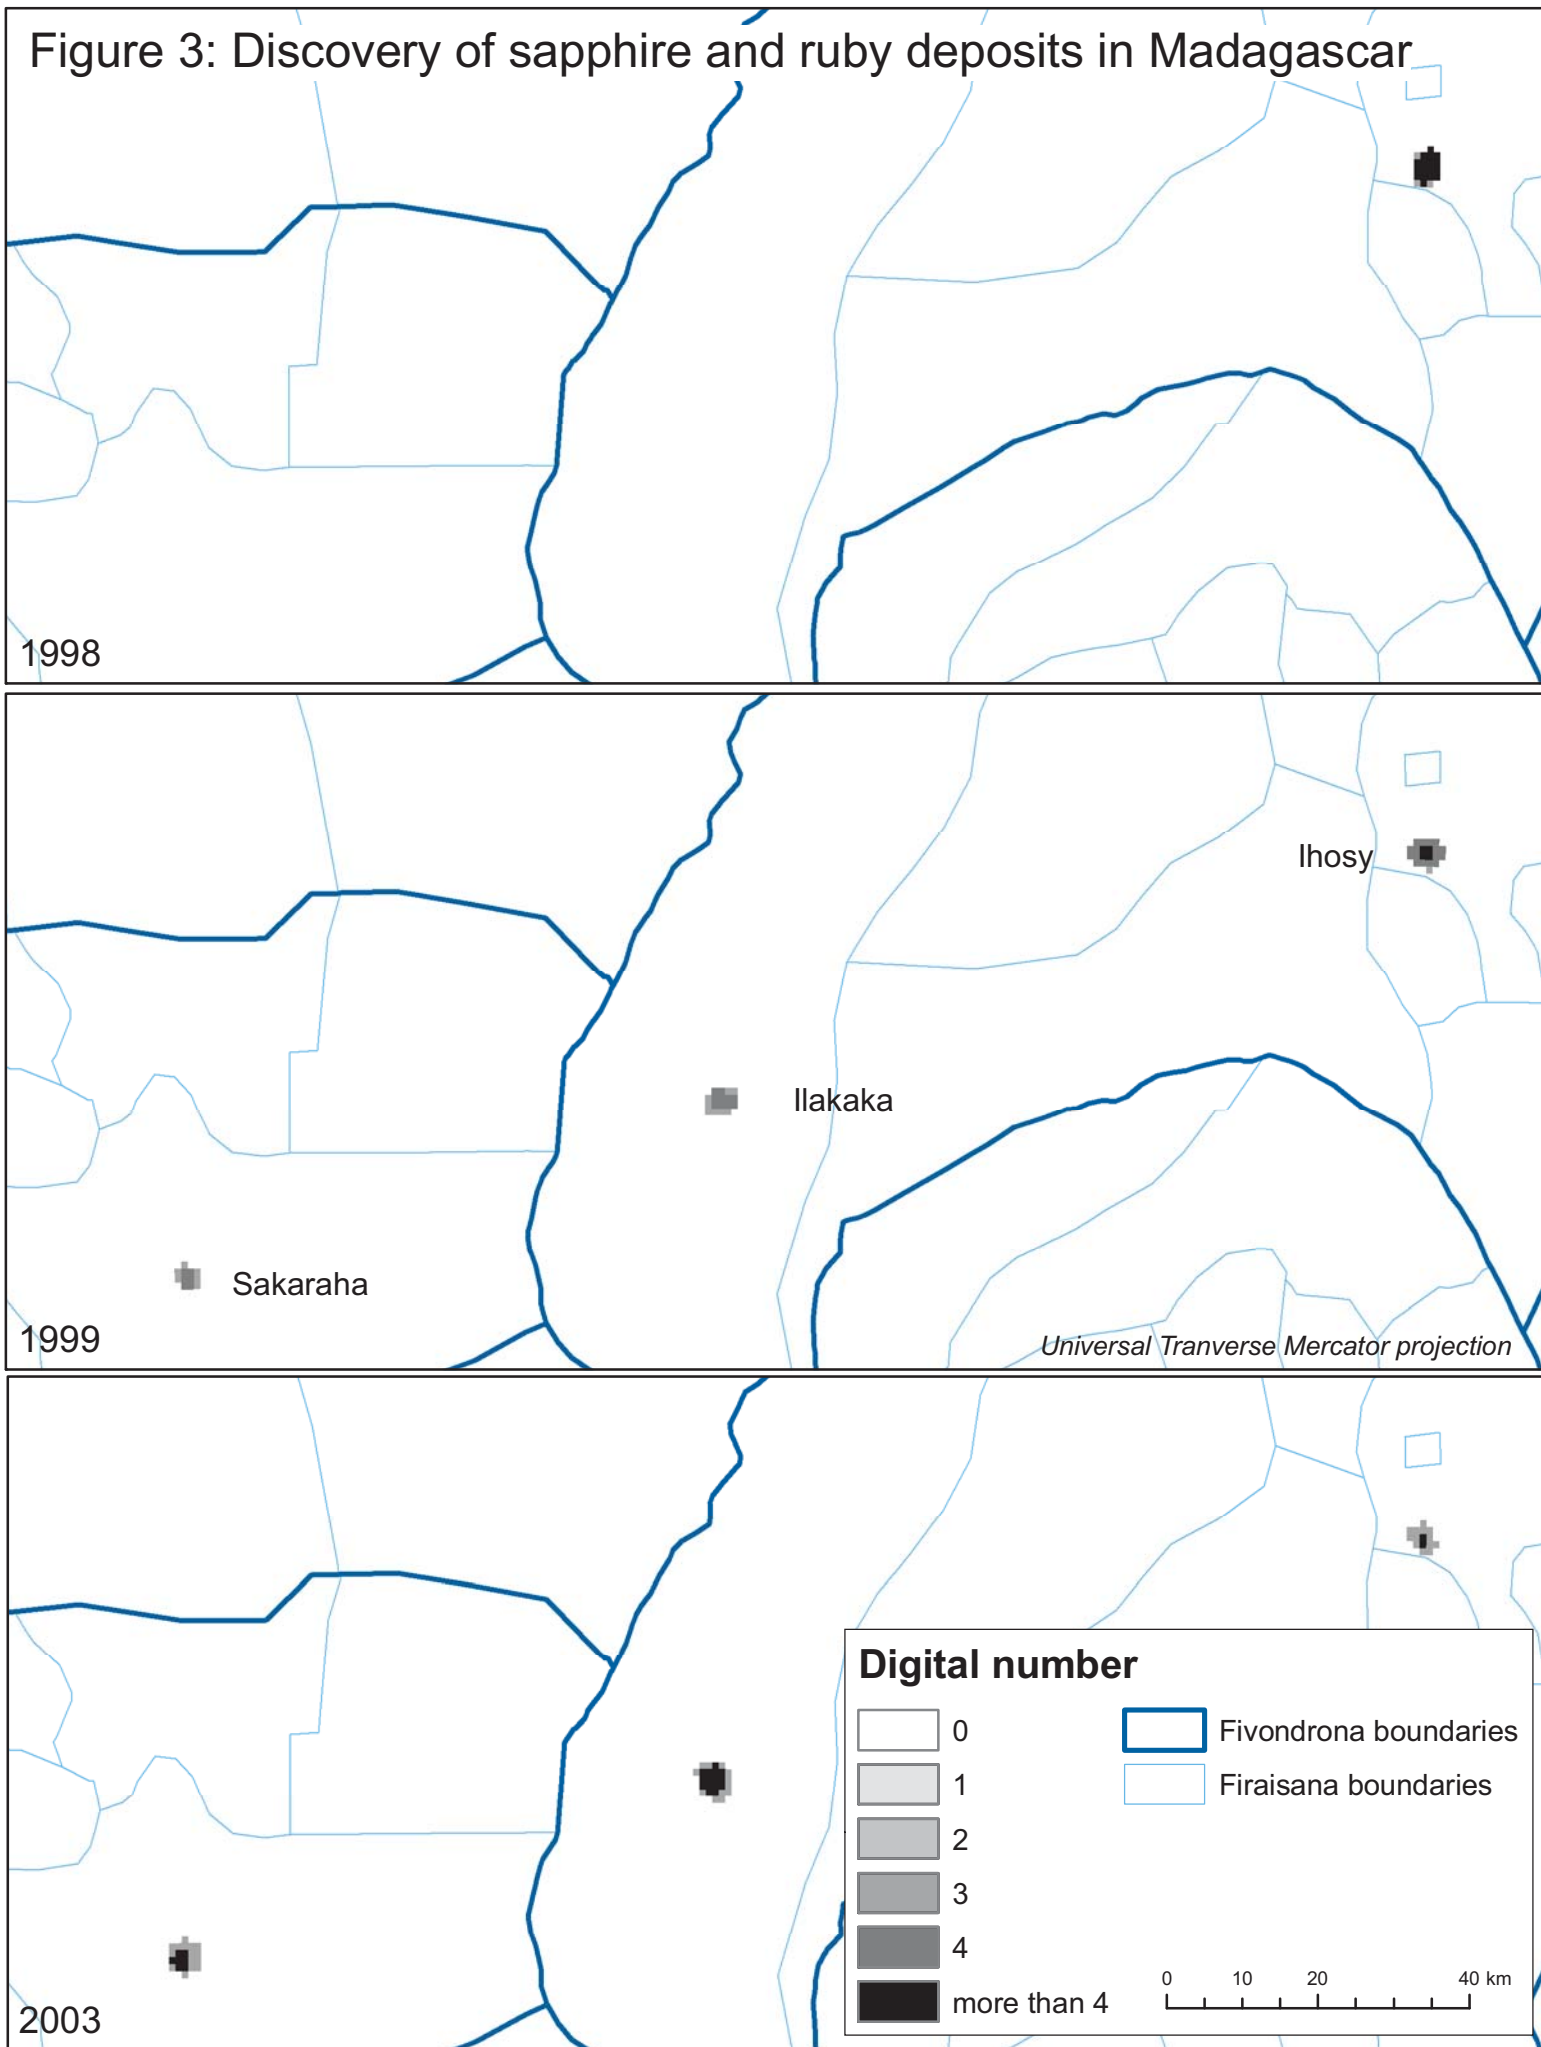 Figure 3: Discovery of sapphire and ruby deposits in Madagascar
1998
Ihosy
Ilakaka
Sakaraha
1999
Universal Tranverse Mercator projection
Digital number
0
Fivondrona boundaries
1
Firaisana boundaries
2
3
4
0 10 20 40 km
more than 4
2003